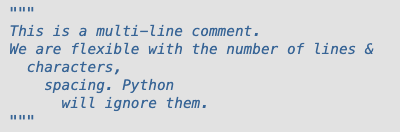 """
This is a multi-line comment.
We are flexible with the number of lines &
  characters,
    spacing. Python
      will ignore them.
"""